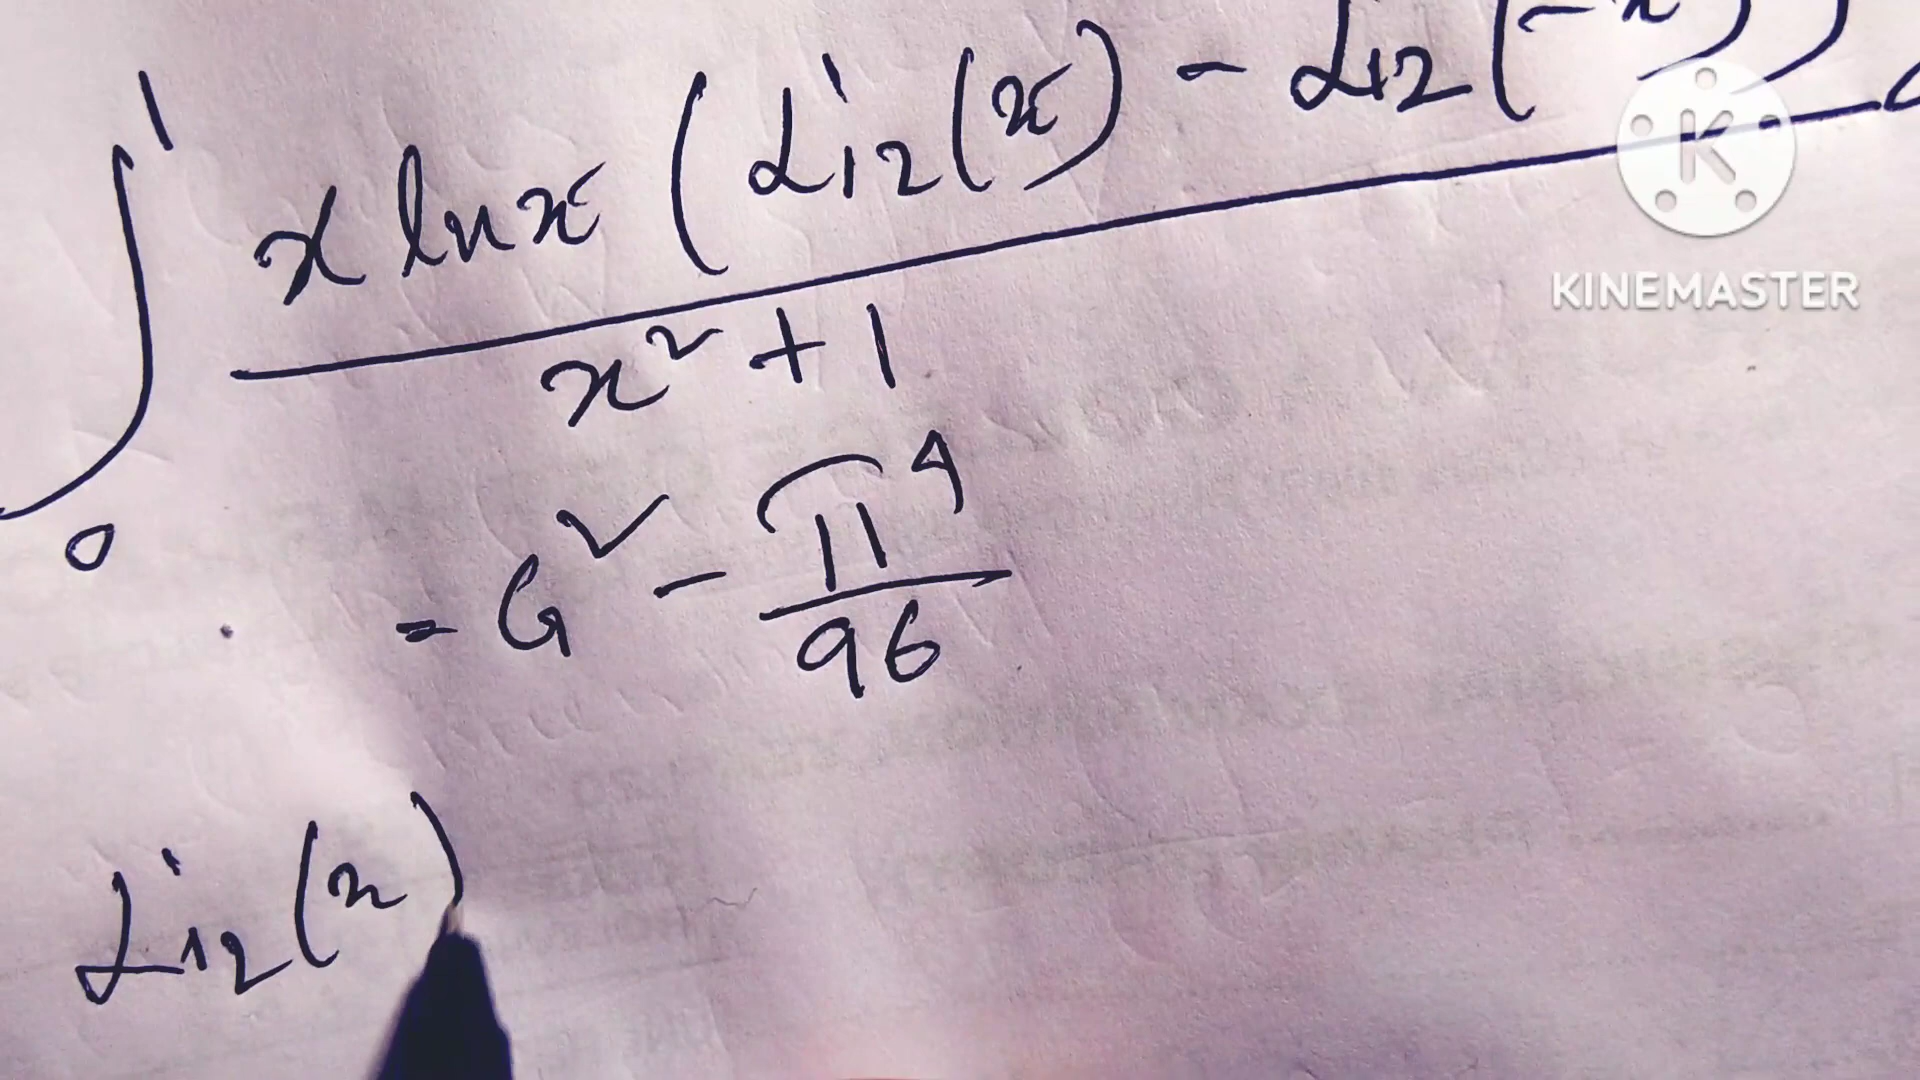 ∫₀¹ x ln x (Li₂(x) - Li₂(-x))
x² + 1
= G² - π⁴/96
Li₂(x)
KINEMASTER